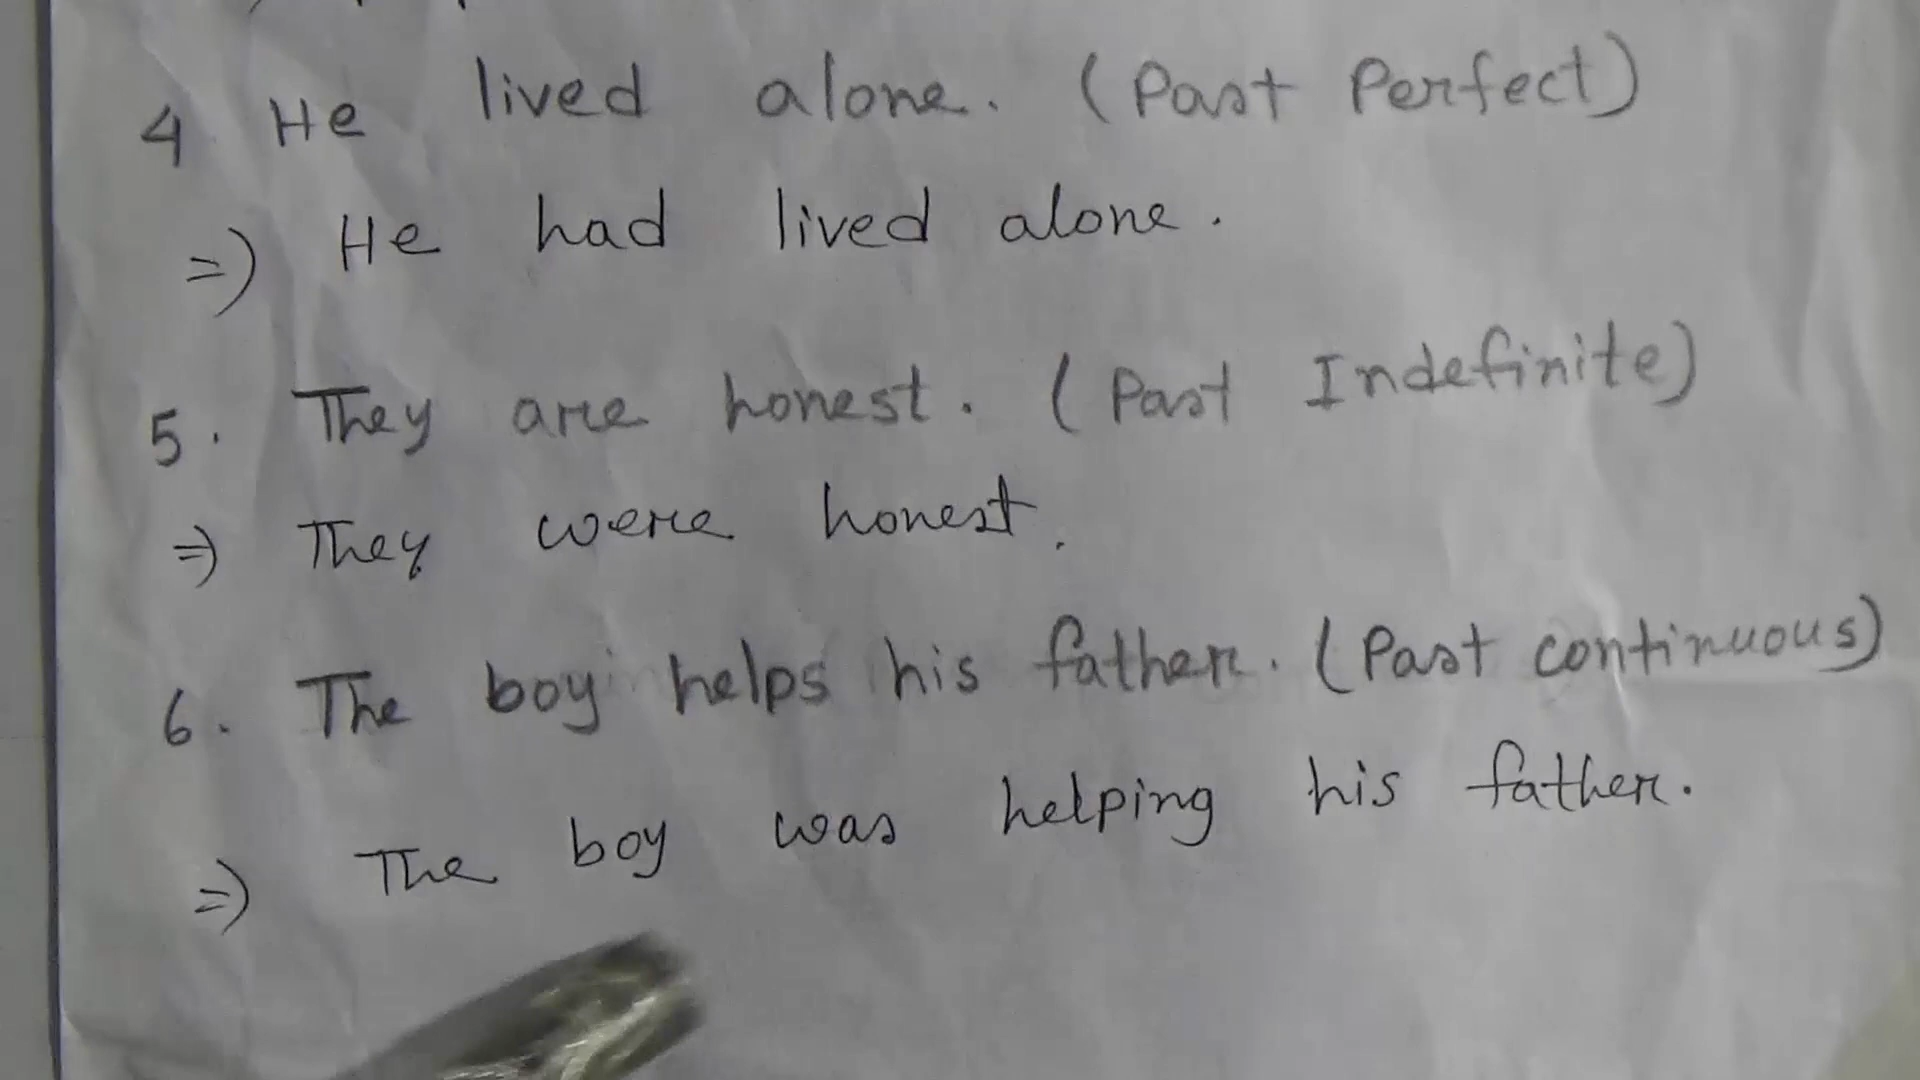 4 He lived alone. (Past Perfect)
=) He had lived alone.
5. They are honest. (Past Indefinite)
=) They were honest.
6. The boy helps his father. (Past continuous)
=) The boy was helping his father.